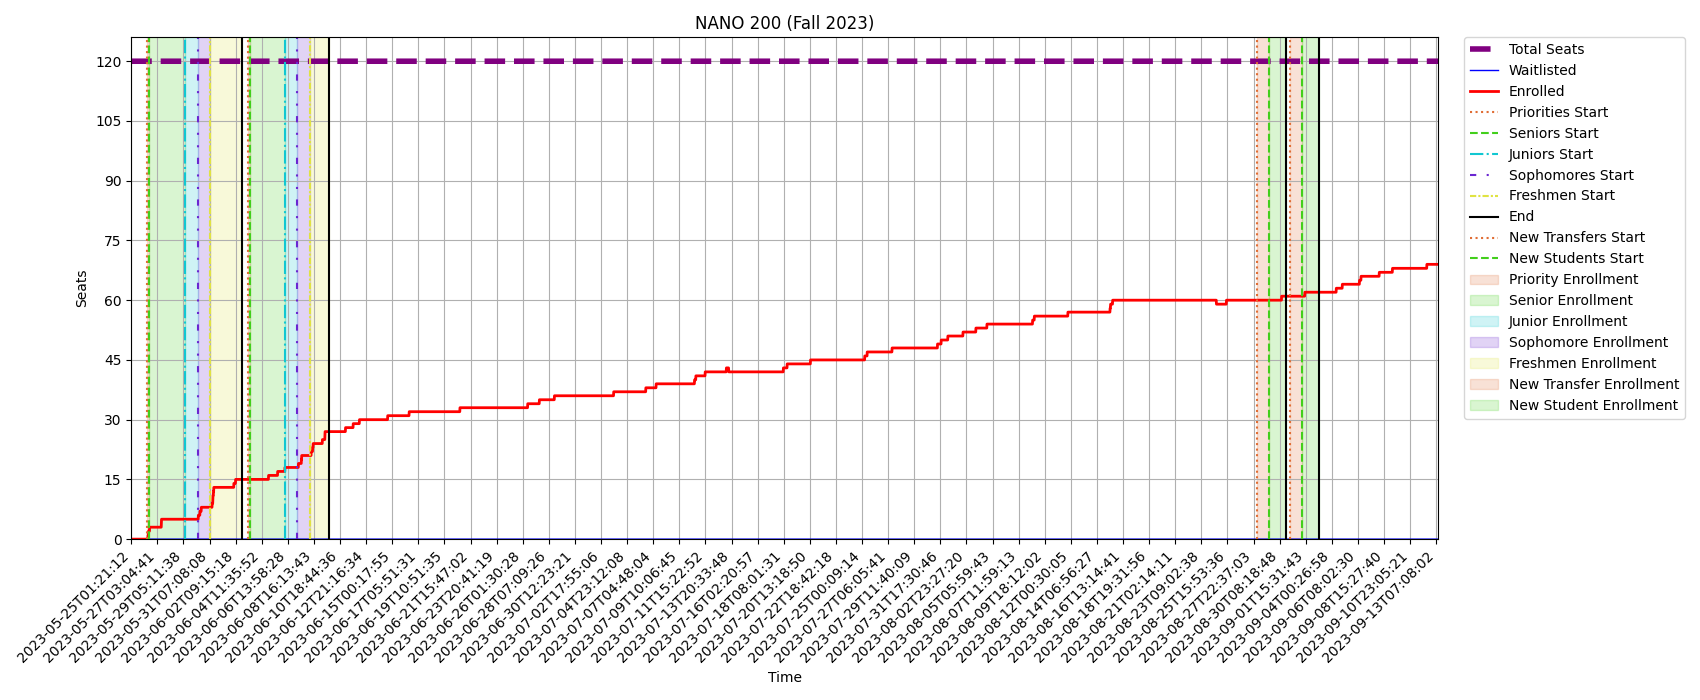 NANO 200 (Fall 2023)
Seats
120
105
90
75
60
45
30
15
0
2023-05-25T01:21:12
2023-05-27T03:04:41
2023-05-29T05:11:38
2023-05-31T07:08:08
2023-06-02T09:15:18
2023-06-04T11:35:52
2023-06-06T13:58:28
2023-06-08T16:13:43
2023-06-10T18:44:36
2023-06-12T21:16:34
2023-06-15T00:17:55
2023-06-17T05:51:31
2023-06-19T10:51:35
2023-06-21T15:47:02
2023-06-23T20:41:19
2023-06-26T01:30:28
2023-06-28T07:09:26
2023-06-30T12:23:21
2023-07-02T17:55:06
2023-07-04T23:12:08
2023-07-07T04:48:04
2023-07-09T10:06:45
2023-07-11T15:22:52
2023-07-13T20:33:48
2023-07-16T02:20:57
2023-07-18T08:01:31
2023-07-20T13:18:50
2023-07-22T18:42:18
2023-07-25T00:09:14
2023-07-27T06:05:41
2023-07-29T11:40:09
2023-07-31T17:30:46
2023-08-02T23:27:20
2023-08-05T05:59:43
2023-08-07T11:59:13
2023-08-09T18:12:02
2023-08-12T00:30:05
2023-08-14T06:56:27
2023-08-16T13:14:41
2023-08-18T19:31:56
2023-08-21T02:14:11
2023-08-23T09:02:38
2023-08-25T15:53:36
2023-08-27T22:37:03
2023-08-30T08:18:48
2023-09-01T15:31:43
2023-09-04T00:26:58
2023-09-06T08:02:30
2023-09-08T15:27:40
2023-09-10T23:05:21
2023-09-13T07:08:02
Time
Total Seats
Waitlisted
Enrolled
Priorities Start
Seniors Start
Juniors Start
Sophomores Start
Freshmen Start
End
New Transfers Start
New Students Start
Priority Enrollment
Senior Enrollment
Junior Enrollment
Sophomore Enrollment
Freshmen Enrollment
New Transfer Enrollment
New Student Enrollment